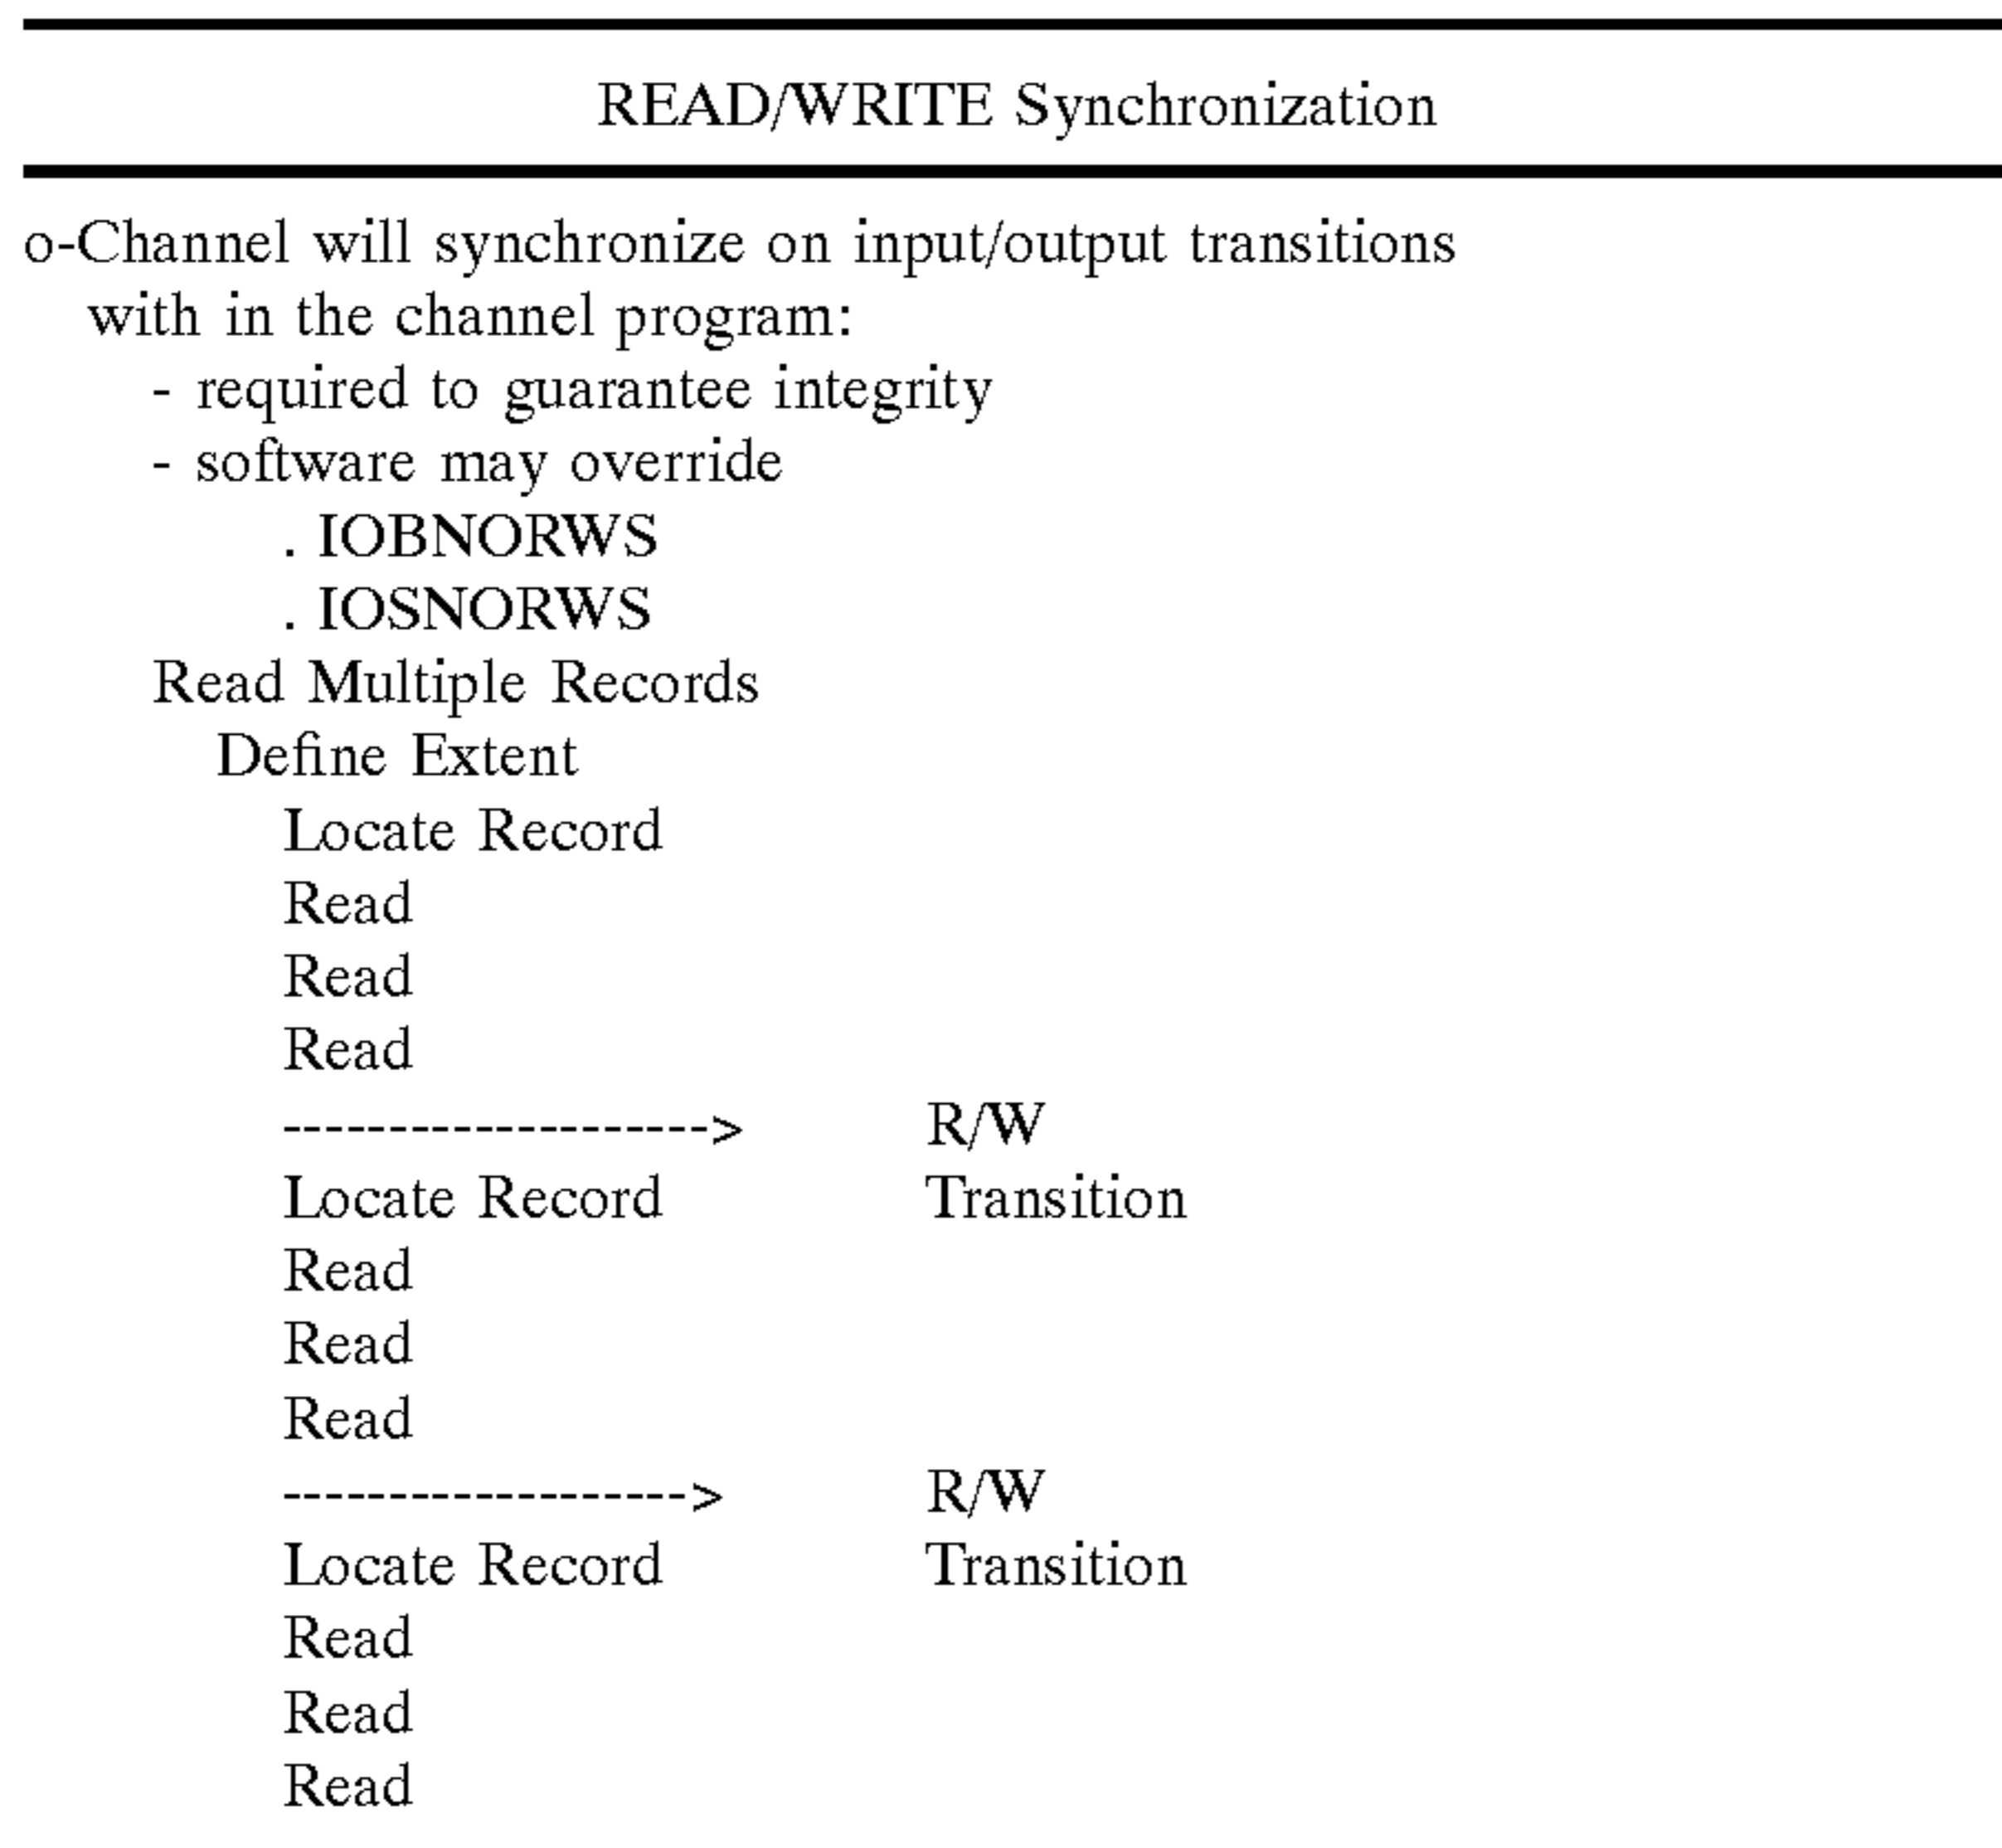 READ/WRITE Synchronization
o-Channel will synchronize on input/output transitions
with in the channel program:
- required to guarantee integrity
- software may override
. IOBNORWS
. IOSNORWS
Read Multiple Records
Define Extent
Locate Record
Read
Read
Read
--------------------> R/W
Locate Record Transition
Read
Read
Read
-------------------> R/W
Locate Record Transition
Read
Read
Read